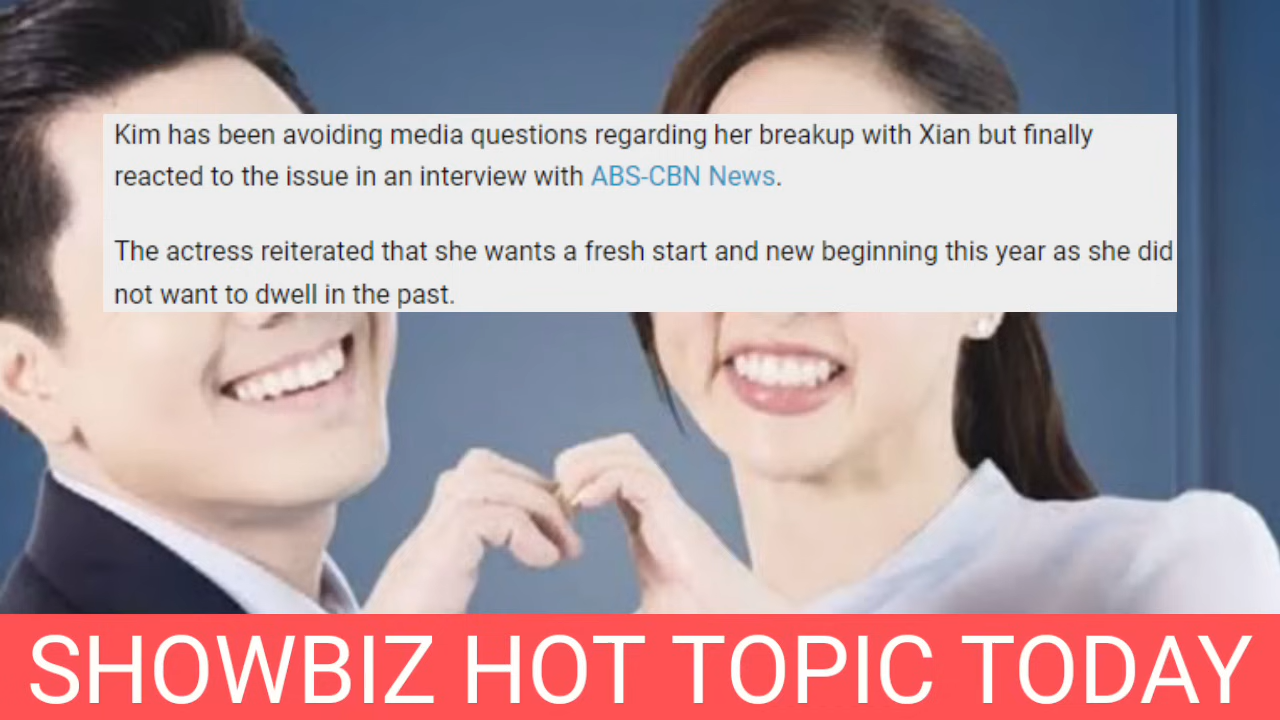 Kim has been avoiding media questions regarding her breakup with Xian but finally
reacted to the issue in an interview with ABS-CBN News.
The actress reiterated that she wants a fresh start and new beginning this year as she did
not want to dwell in the past.
SHOWBIZ HOT TOPIC TODAY